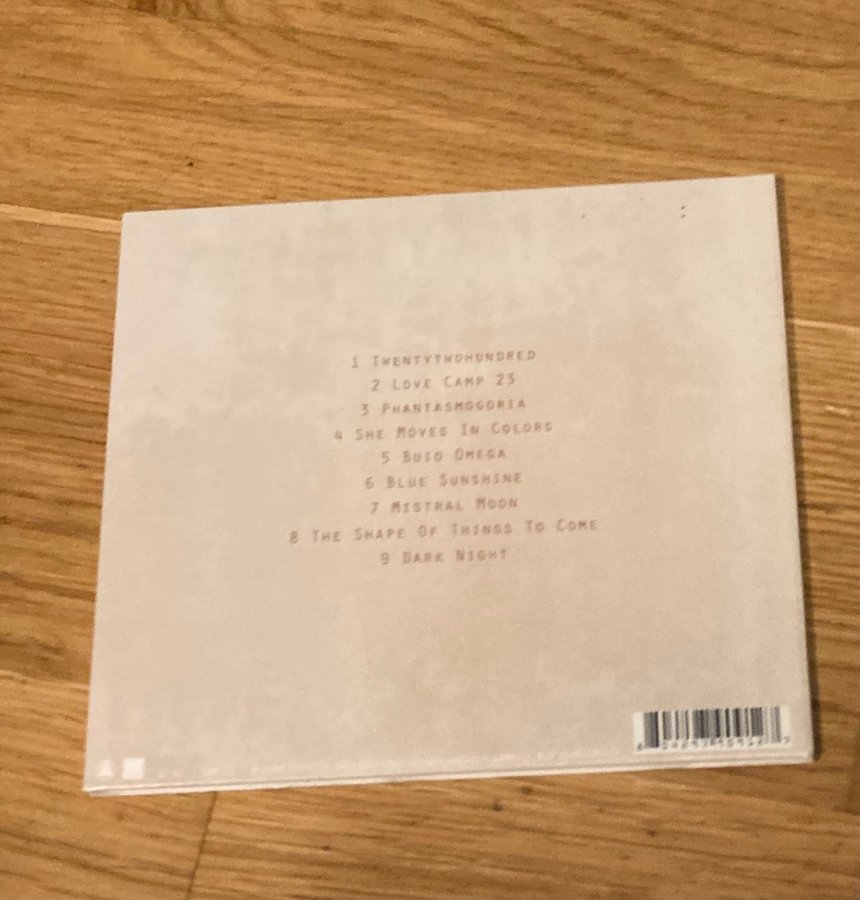 1 Twentytwohundred
2 Love Camp 23
3 Phantasmogoria
4 She Moves In Colors
5 Buio Omega
6 Blue Sunshine
7 Mistral Moon
8 The Shape Of Things To Come
9 Dark Night